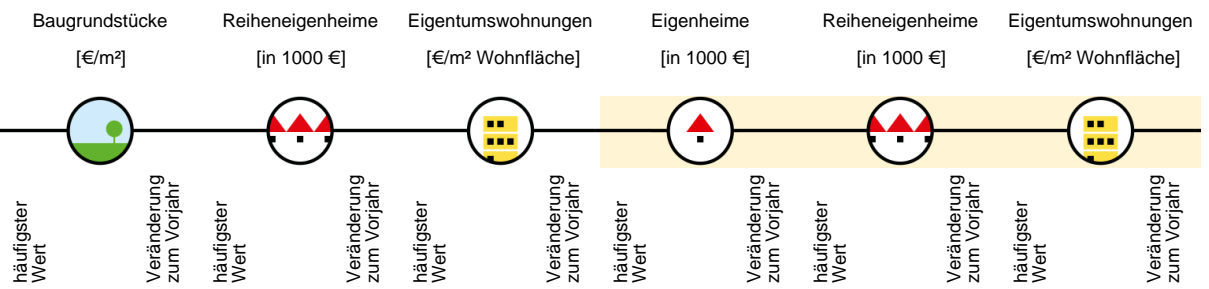 Baugrundstücke
[€/m²]
Reiheneigenheime
[in 1000 €]
Eigentumswohnungen
[€/m² Wohnfläche]
Eigenheime
[in 1000 €]
Reiheneigenheime
[in 1000 €]
Eigentumswohnungen
[€/m² Wohnfläche]
häufigster
Wert
Veränderung
zum Vorjahr
häufigster
Wert
Veränderung
zum Vorjahr
häufigster
Wert
Veränderung
zum Vorjahr
häufigster
Wert
Veränderung
zum Vorjahr
häufigster
Wert
Veränderung
zum Vorjahr
häufigster
Wert
Veränderung
zum Vorjahr